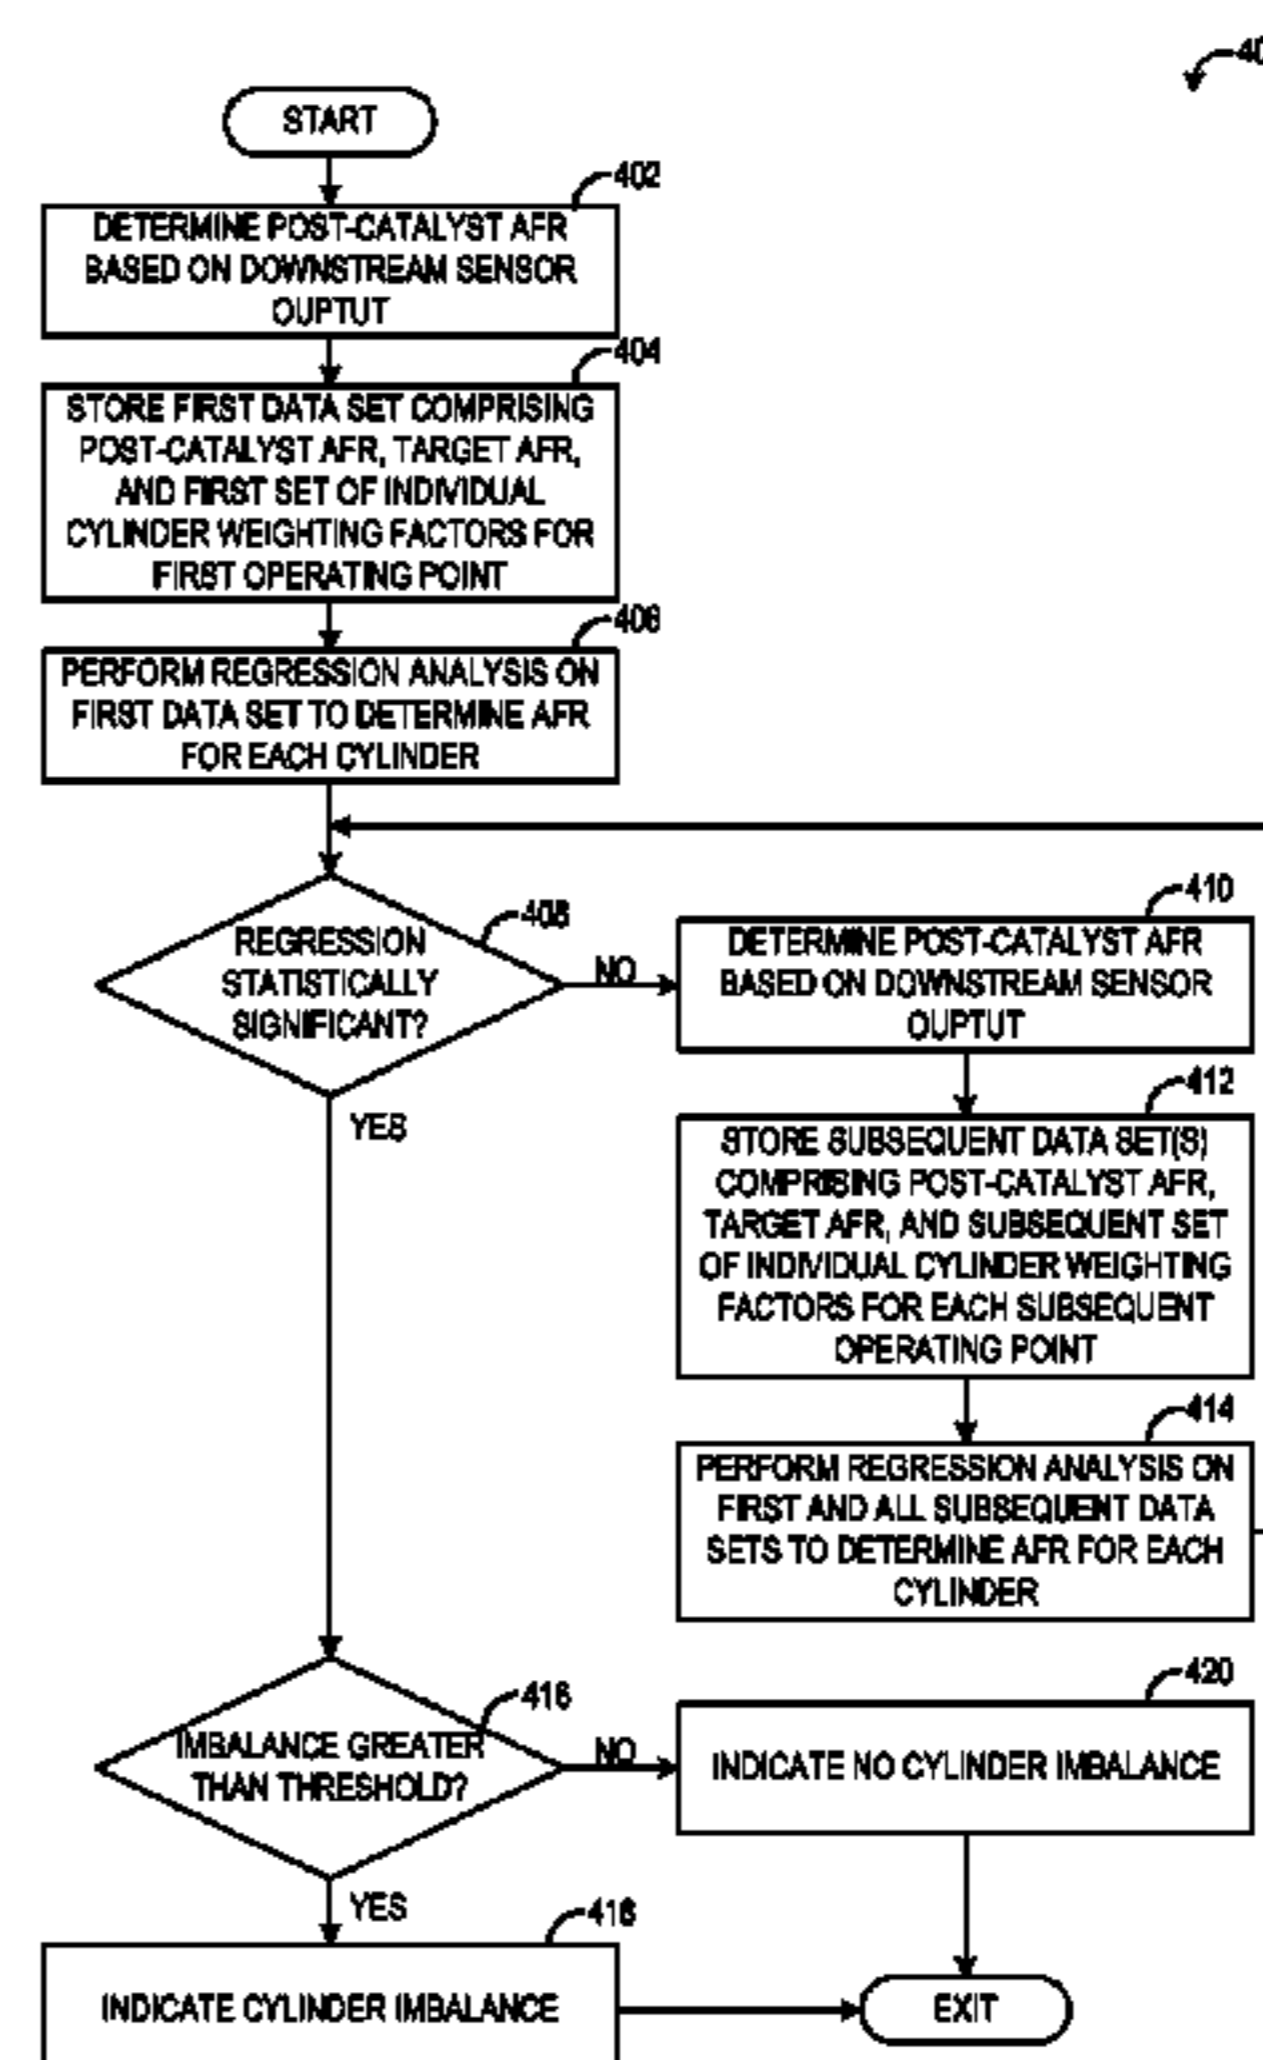 START
402
DETERMINE POST-CATALYST AFR
BASED ON DOWNSTREAM SENSOR
OUPTUT
404
STORE FIRST DATA SET COMPRISING
POST-CATALYST AFR, TARGET AFR,
AND FIRST SET OF INDIVIDUAL
CYLINDER WEIGHTING FACTORS FOR
FIRST OPERATING POINT
406
PERFORM REGRESSION ANALYSIS ON
FIRST DATA SET TO DETERMINE AFR
FOR EACH CYLINDER
408
REGRESSION
STATISTICALLY
SIGNIFICANT?
NO
YES
410
DETERMINE POST-CATALYST AFR
BASED ON DOWNSTREAM SENSOR
OUPTUT
412
STORE SUBSEQUENT DATA SET(S)
COMPRISING POST-CATALYST AFR,
TARGET AFR, AND SUBSEQUENT SET
OF INDIVIDUAL CYLINDER WEIGHTING
FACTORS FOR EACH SUBSEQUENT
OPERATING POINT
414
PERFORM REGRESSION ANALYSIS ON
FIRST AND ALL SUBSEQUENT DATA
SETS TO DETERMINE AFR FOR EACH
CYLINDER
416
IMBALANCE GREATER
THAN THRESHOLD?
NO
YES
420
INDICATE NO CYLINDER IMBALANCE
418
INDICATE CYLINDER IMBALANCE
EXIT